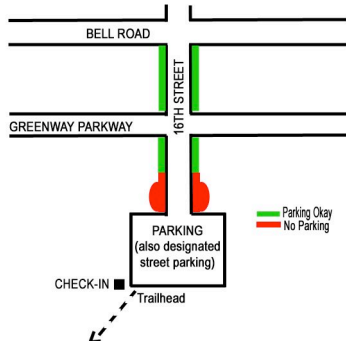 BELL ROAD
16TH STREET
GREENWAY PARKWAY
Parking Okay
No Parking
PARKING
(also designated
street parking)
CHECK-IN
Trailhead